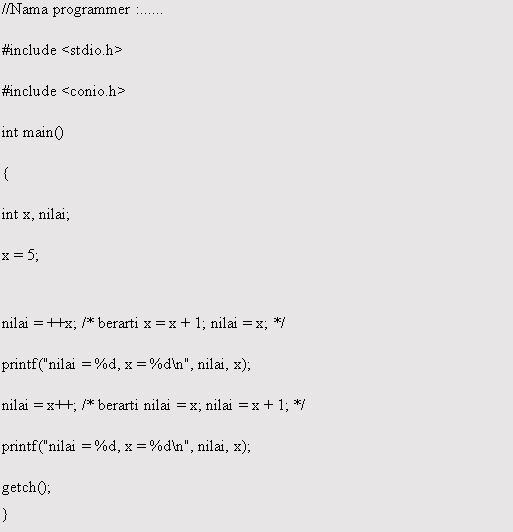 //Nama programmer :......
#include <stdio.h>
#include <conio.h>
int main()
{
int x, nilai;
x = 5;
nilai = ++x; /* berarti x = x + 1; nilai = x; */
printf("nilai = %d, x = %d\n", nilai, x);
nilai = x++; /* berarti nilai = x; nilai = x + 1; */
printf("nilai = %d, x = %d\n", nilai, x);
getch();
}